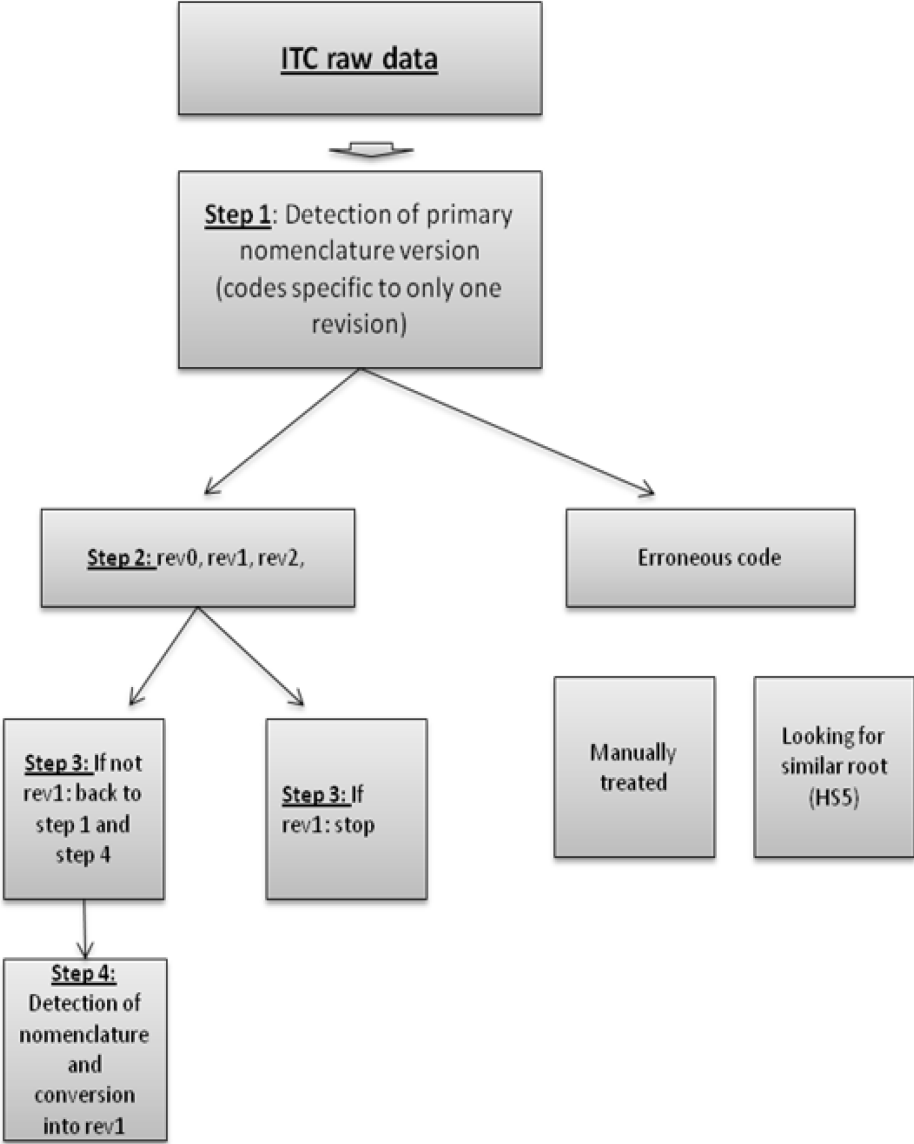 ITC raw data
Step 1: Detection of primary
nomenclature version
(codes specific to only one
revision)
Step 2: rev0, rev1, rev2,
Erroneous code
Step 3: If not
rev1: back to
step 1 and
step 4
Step 3: If
rev1: stop
Manually
treated
Looking for
similar root
(HS5)
Step 4:
Detection of
nomenclature
and
conversion
into rev1